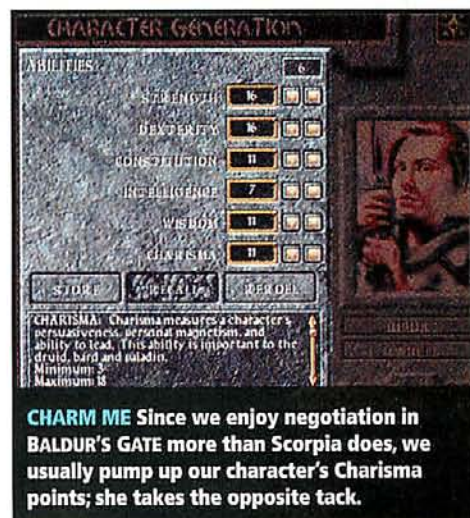 CHARACTER GENERATION
ABILITIES 6
STRENGTH 16
DEXTERITY 16
CONSTITUTION 11
INTELLIGENCE 7
WISDOM 11
CHARISMA 11
STORE RECALL REROLL
CHARISMA: Charisma measures a character's
persuasiveness, personal magnetism, and
ability to lead. This ability is important to the
druid, bard and paladin.
Minimum: 3
Maximum: 18
CHARM ME Since we enjoy negotiation in
BALDUR'S GATE more than Scorpia does, we
usually pump up our character's Charisma
points; she takes the opposite tack.